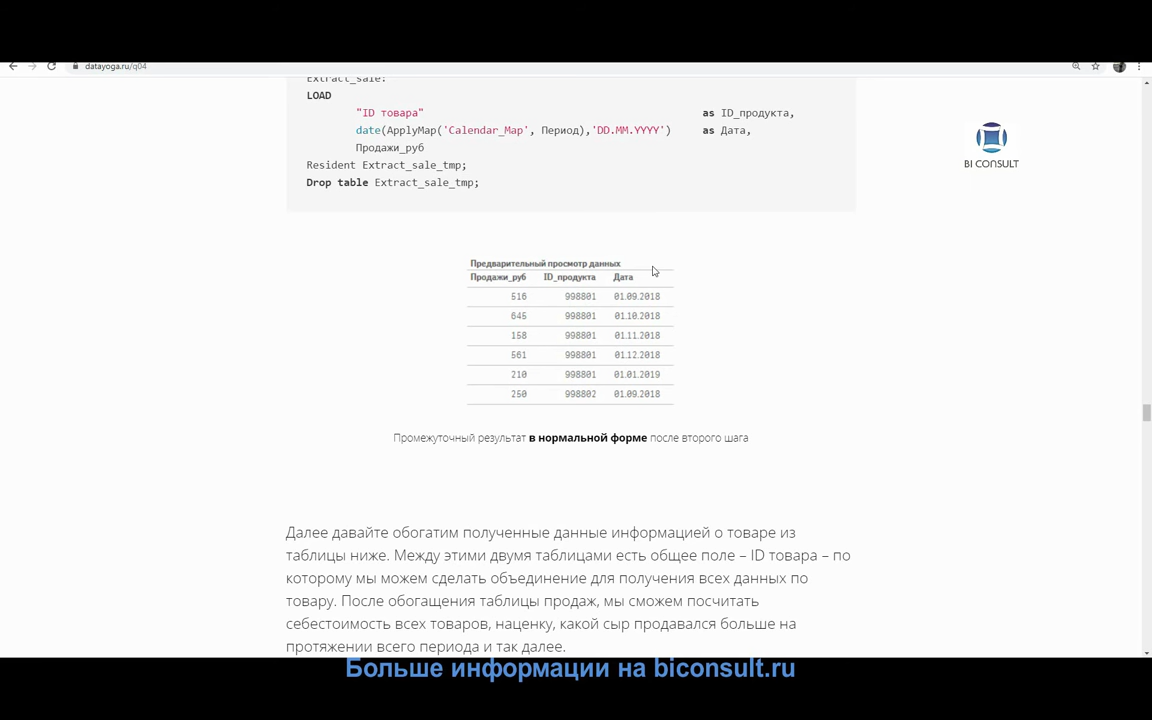 datayoga.ru/q04
Extract_sale:
LOAD
"ID товара" as ID_продукта,
date(ApplyMap('Calendar_Map', Период),'DD.MM.YYYY') as Дата,
Продажи_руб
Resident Extract_sale_tmp;
Drop table Extract_sale_tmp;
BI CONSULT
Предварительный просмотр данных
Продажи_руб ID_продукта Дата
516 998801 01.09.2018
645 998801 01.10.2018
158 998801 01.11.2018
561 998801 01.12.2018
210 998801 01.01.2019
250 998802 01.09.2018
Промежуточный результат в нормальной форме после второго шага
Далее давайте обогатим полученные данные информацией о товаре из
таблицы ниже. Между этими двумя таблицами есть общее поле – ID товара – по
которому мы можем сделать объединение для получения всех данных по
товару. После обогащения таблицы продаж, мы сможем посчитать
себестоимость всех товаров, наценку, какой сыр продавался больше на
протяжении всего периода и так далее.
Больше информации на biconsult.ru